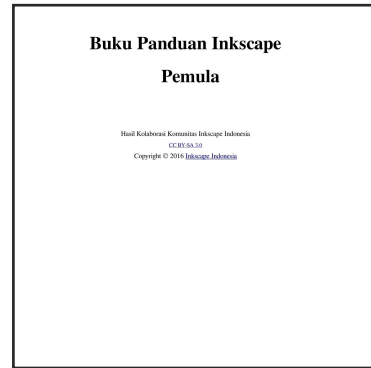 Buku Panduan Inkscape
Pemula
Hasil Kolaborasi Komunitas Inkscape Indonesia
CC BY-SA 3.0
Copyright © 2016 Inkscape Indonesia